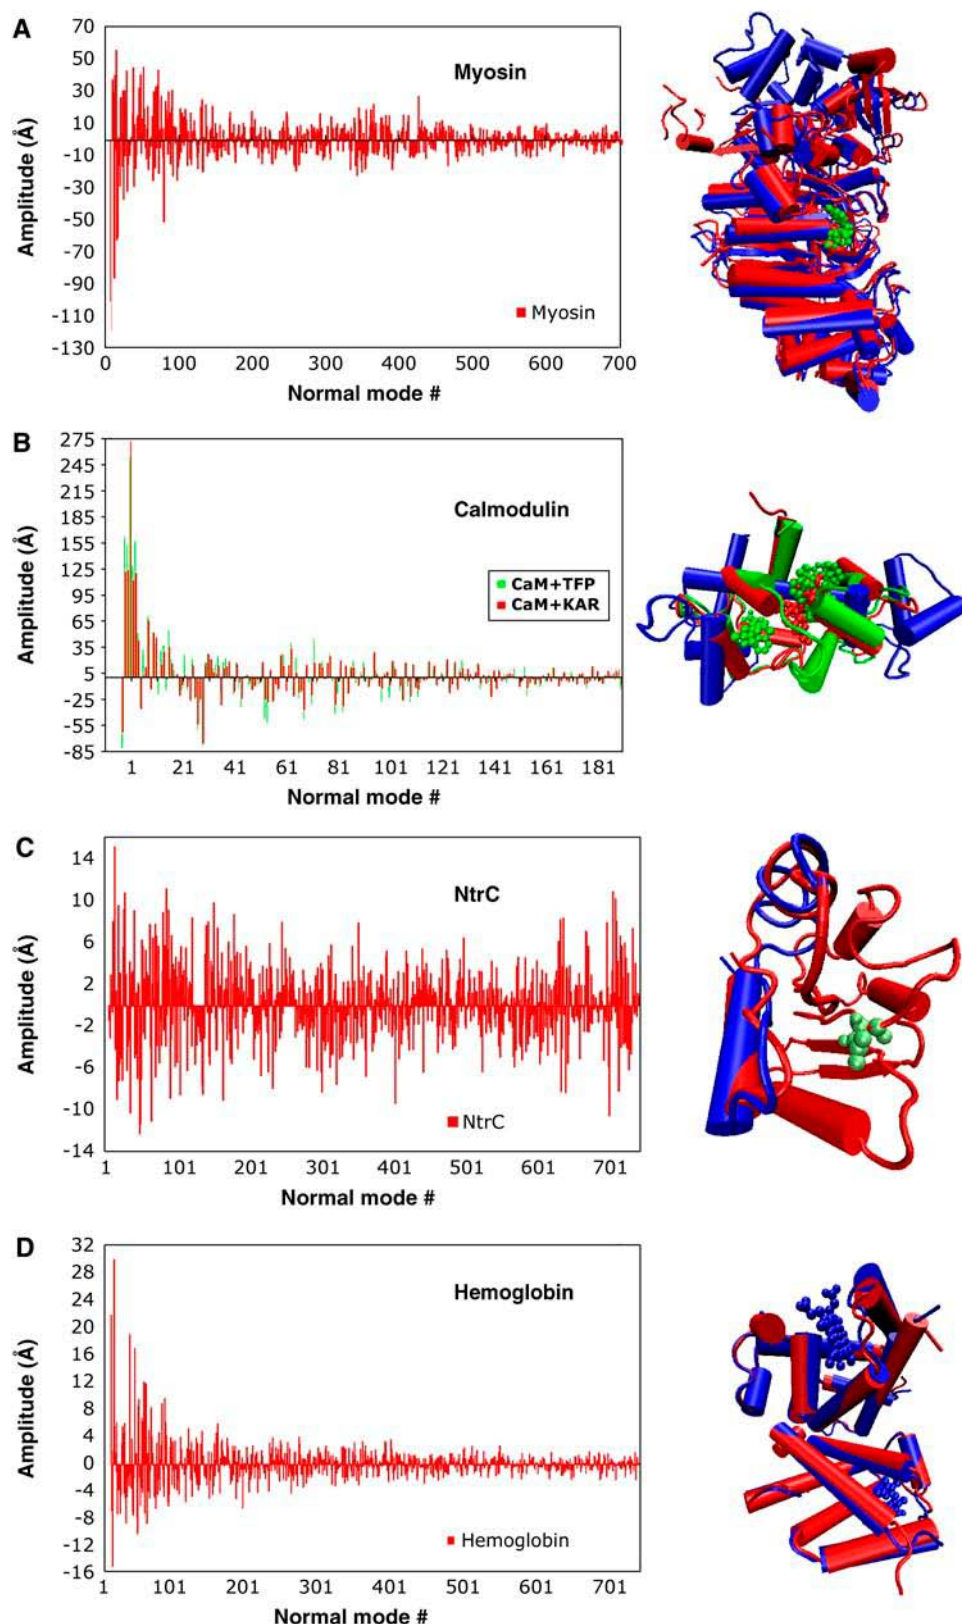 A
Myosin
Amplitude (Å)
70
50
30
10
-10
-30
-50
-70
-90
-110
-130
Myosin
0 100 200 300 400 500 600 700
Normal mode #
B
Calmodulin
Amplitude (Å)
275
245
215
185
155
125
95
65
35
5
-25
-55
-85
CaM+TFP
CaM+KAR
1 21 41 61 81 101 121 141 161 181
Normal mode #
C
NtrC
Amplitude (Å)
14
10
6
2
-2
-6
-10
-14
NtrC
1 101 201 301 401 501 601 701
Normal mode #
D
Hemoglobin
Amplitude (Å)
32
28
24
20
16
12
8
4
0
-4
-8
-12
-16
Hemoglobin
1 101 201 301 401 501 601 701
Normal mode #